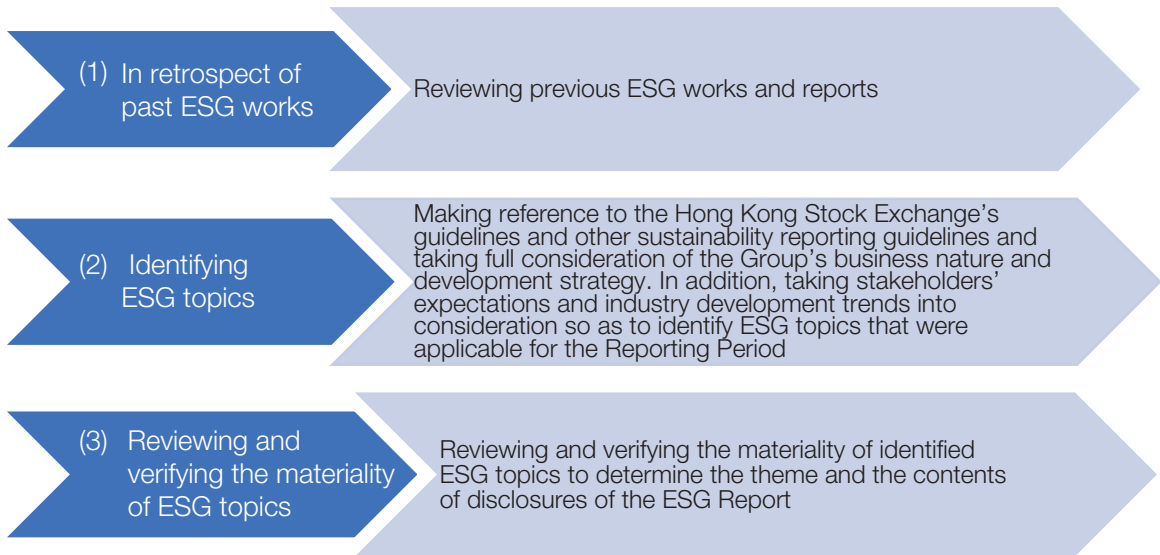 (1) In retrospect of
past ESG works
Reviewing previous ESG works and reports
(2) Identifying
ESG topics
Making reference to the Hong Kong Stock Exchange’s
guidelines and other sustainability reporting guidelines and
taking full consideration of the Group’s business nature and
development strategy. In addition, taking stakeholders’
expectations and industry development trends into
consideration so as to identify ESG topics that were
applicable for the Reporting Period
(3) Reviewing and
verifying the materiality
of ESG topics
Reviewing and verifying the materiality of identified
ESG topics to determine the theme and the contents
of disclosures of the ESG Report